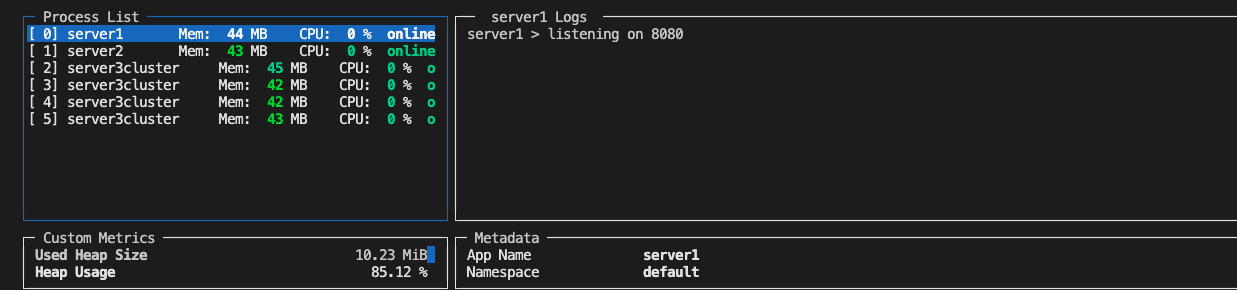 Process List
[ 0] server1 Mem: 44 MB CPU: 0 % online
[ 1] server2 Mem: 43 MB CPU: 0 % online
[ 2] server3cluster Mem: 45 MB CPU: 0 % o
[ 3] server3cluster Mem: 42 MB CPU: 0 % o
[ 4] server3cluster Mem: 42 MB CPU: 0 % o
[ 5] server3cluster Mem: 43 MB CPU: 0 % o
server1 Logs
server1 > listening on 8080
Custom Metrics
Used Heap Size 10.23 MiB
Heap Usage 85.12 %
Metadata
App Name server1
Namespace default